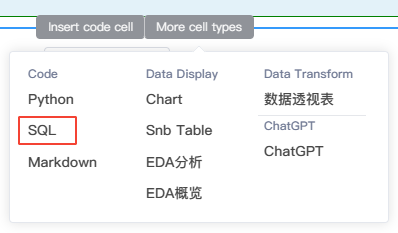 Insert code cell
More cell types
Code
Python
SQL
Markdown
Data Display
Chart
Snb Table
EDA分析
EDA概览
Data Transform
数据透视表
ChatGPT
ChatGPT